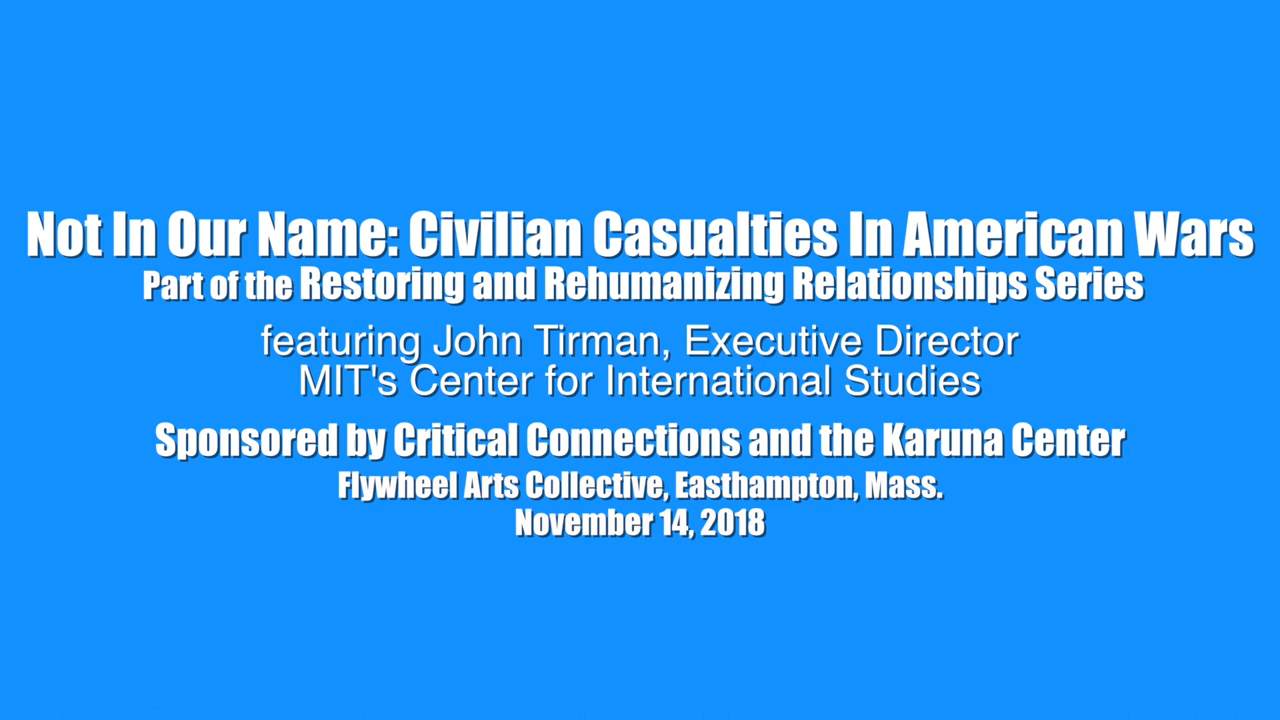 Not In Our Name: Civilian Casualties In American Wars
Part of the Restoring and Rehumanizing Relationships Series
featuring John Tirman, Executive Director
MIT's Center for International Studies
Sponsored by Critical Connections and the Karuna Center
Flywheel Arts Collective, Easthampton, Mass.
November 14, 2018